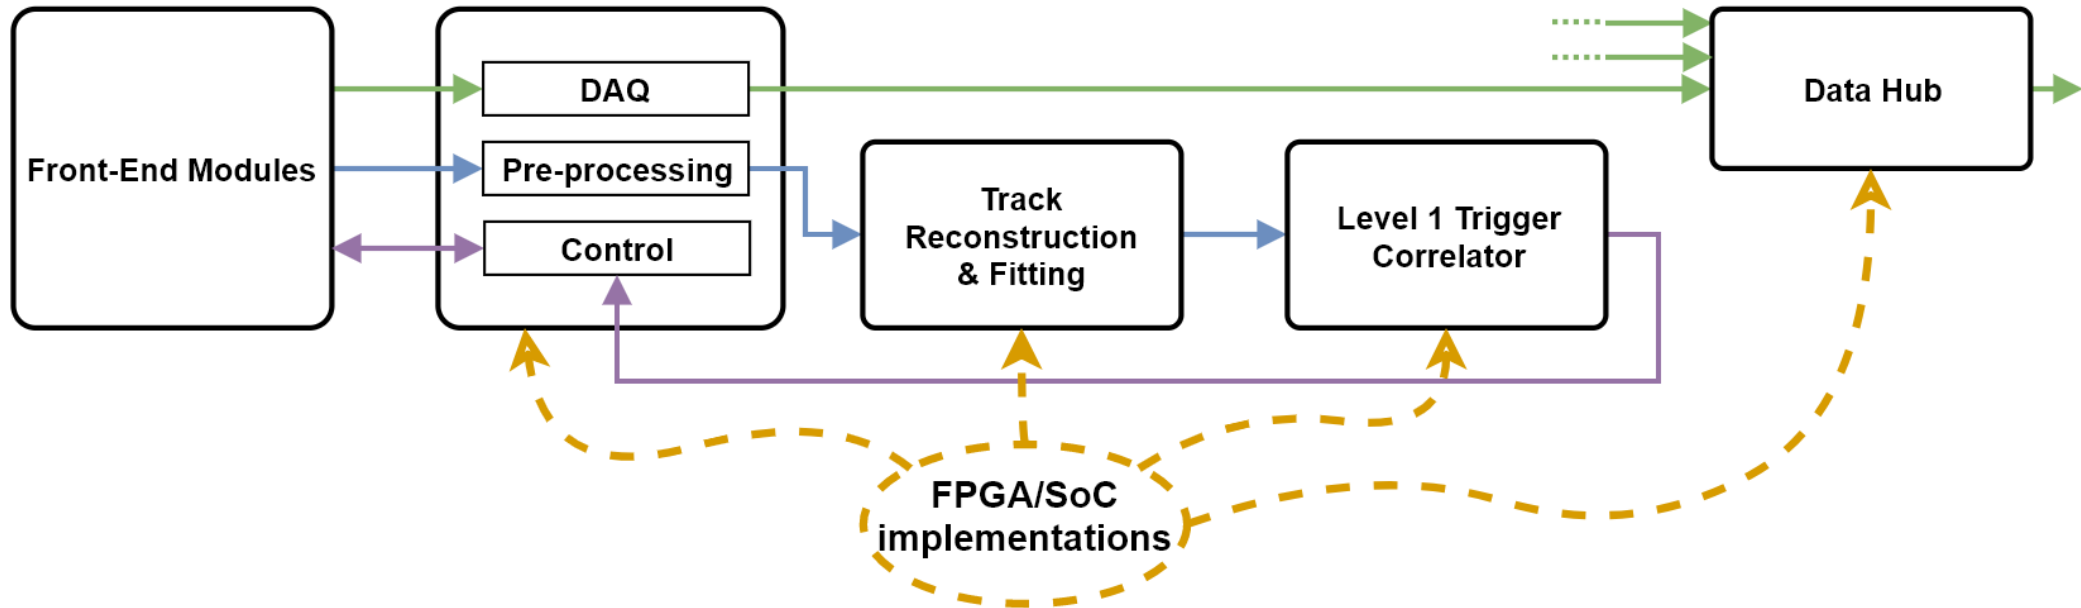 Front-End Modules
DAQ
Pre-processing
Control
Track
Reconstruction
& Fitting
Level 1 Trigger
Correlator
Data Hub
FPGA/SoC
implementations